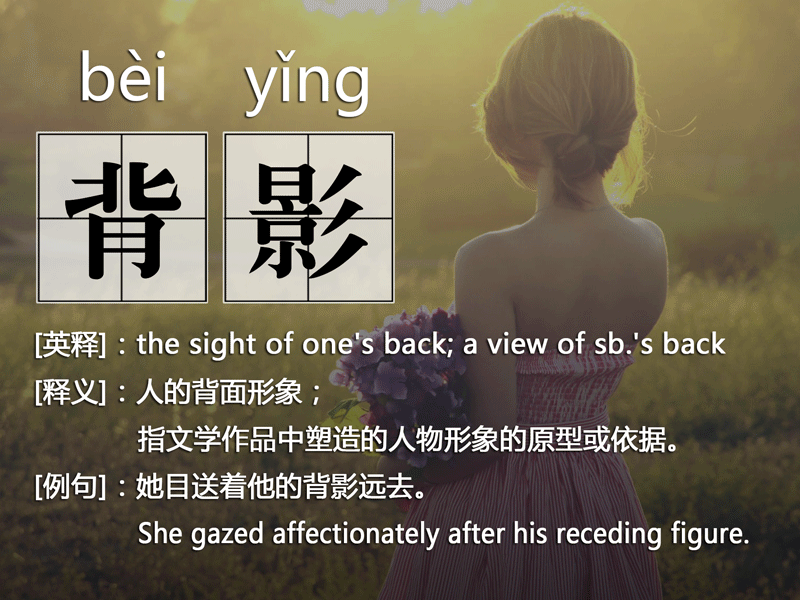 bèi yǐng
背影
[英释]：the sight of one's back; a view of sb.'s back
[释义]：人的背面形象；
指文学作品中塑造的人物形象的原型或依据。
[例句]：她目送着他的背影远去。
She gazed affectionately after his receding figure.